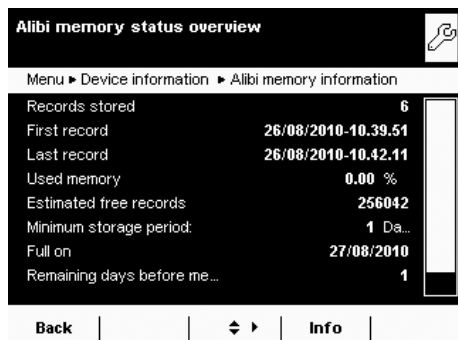 Alibi memory status overview
Menu ▸ Device information ▸ Alibi memory information
Records stored 6
First record 26/08/2010-10.39.51
Last record 26/08/2010-10.42.11
Used memory 0.00 %
Estimated free records 256042
Minimum storage period: 1 Da...
Full on 27/08/2010
Remaining days before me... 1
Back Info